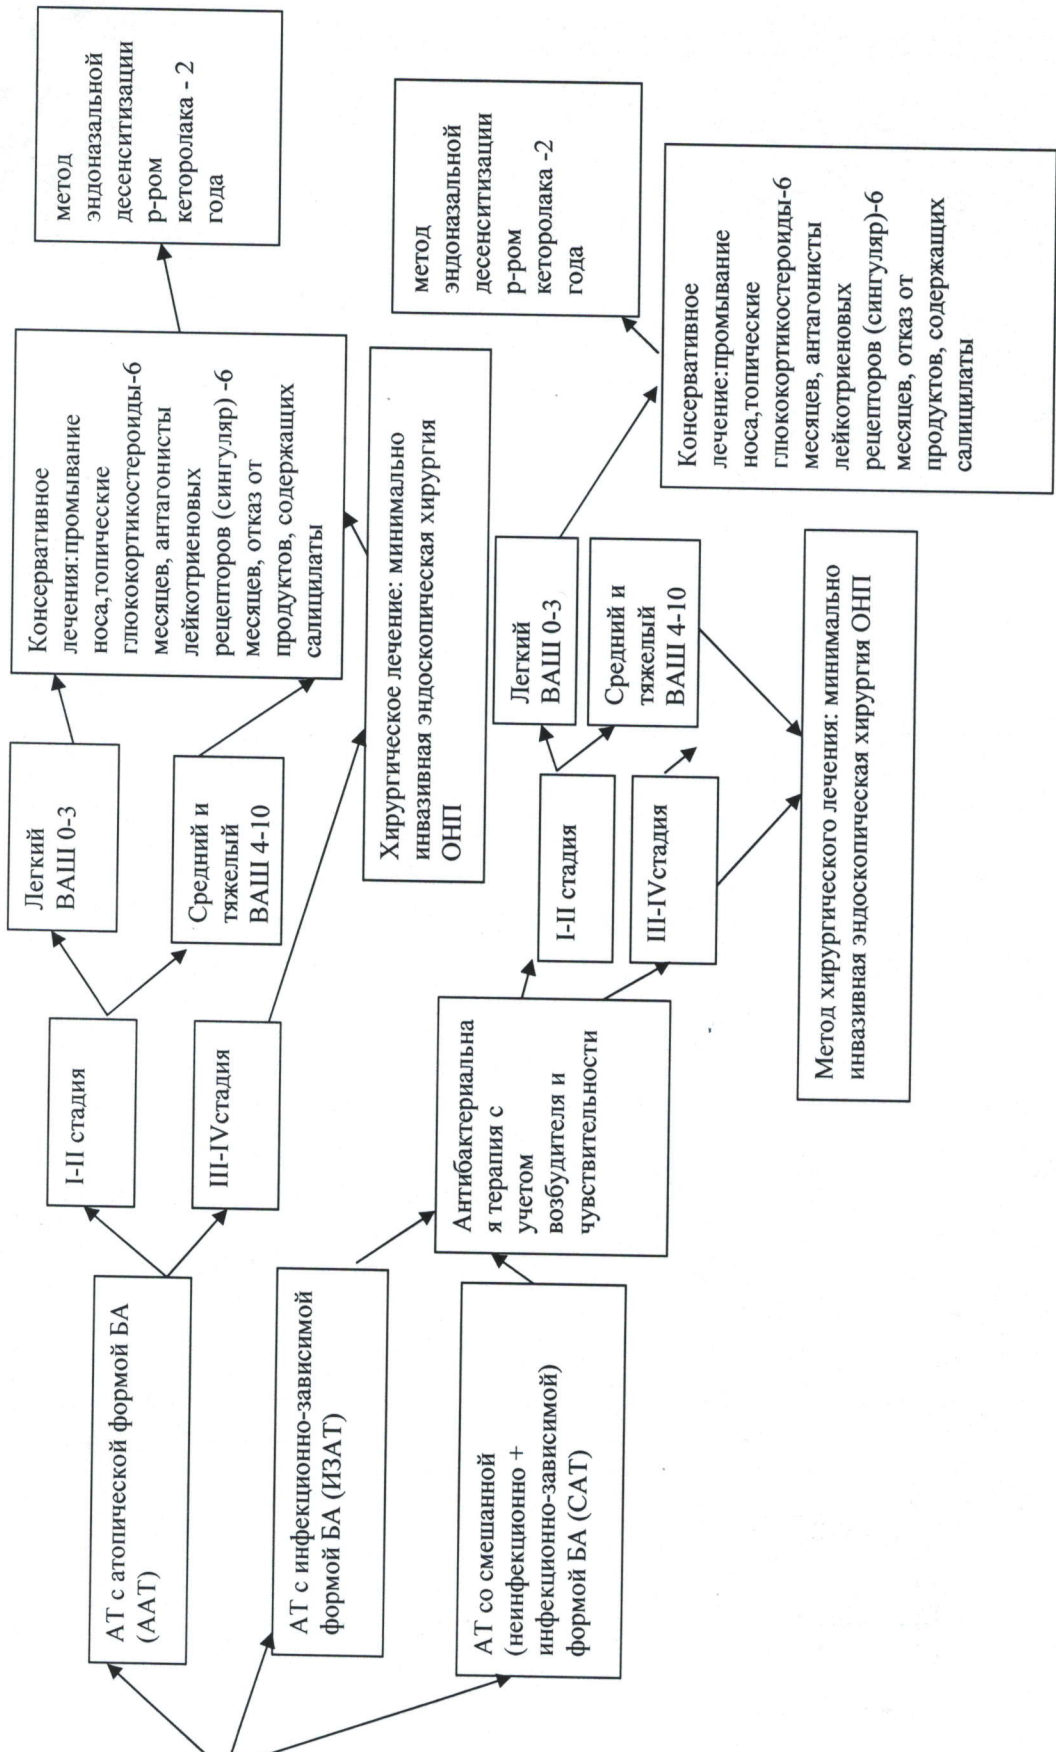 АТ с атопической формой БА
(ААТ)
АТ с инфекционно-зависимой
формой БА (ИЗАТ)
АТ со смешанной
(неинфекционно +
инфекционно-зависимой)
формой БА (САТ)
I-II стадия
III-IVстадия
Антибактериальна
я терапия с
учетом
возбудителя и
чувствительности
Легкий
ВАШ 0-3
Средний и
тяжелый
ВАШ 4-10
I-II стадия
III-IVстадия
Консервативное
лечения:промывание
носа,топические
глюкокортикостероиды-6
месяцев, антагонисты
лейкотриеновых
рецепторов (сингуляр) -6
месяцев, отказ от
продуктов, содержащих
салицилаты
Хирургическое лечение: минимально
инвазивная эндоскопическая хирургия
ОНП
Легкий
ВАШ 0-3
Средний и
тяжелый
ВАШ 4-10
Метод хирургического лечения: минимально
инвазивная эндоскопическая хирургия ОНП
метод
эндоназальной
десенситизации
р-ром
кеторолака - 2
года
метод
эндоназальной
десенситизации
р-ром
кеторолака -2
года
Консервативное
лечение:промывание
носа,топические
глюкокортикостероиды-6
месяцев, антагонисты
лейкотриеновых
рецепторов (сингуляр)-6
месяцев, отказ от
продуктов, содержащих
салицилаты